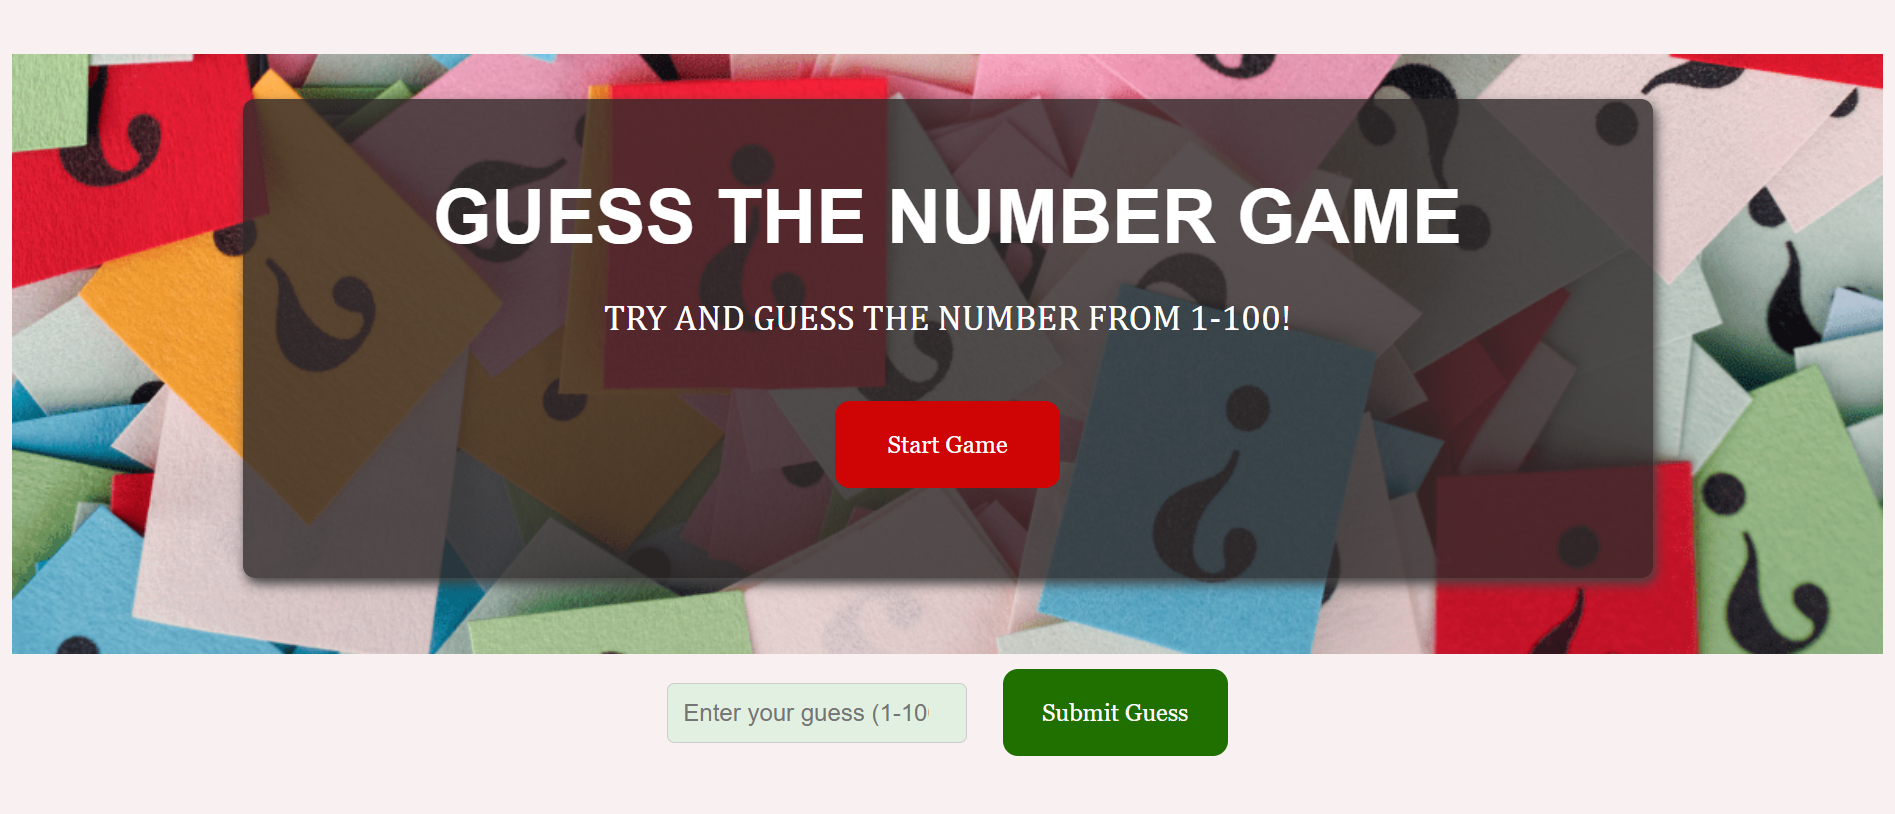 GUESS THE NUMBER GAME
TRY AND GUESS THE NUMBER FROM 1-100!
Start Game
Enter your guess (1-10
Submit Guess